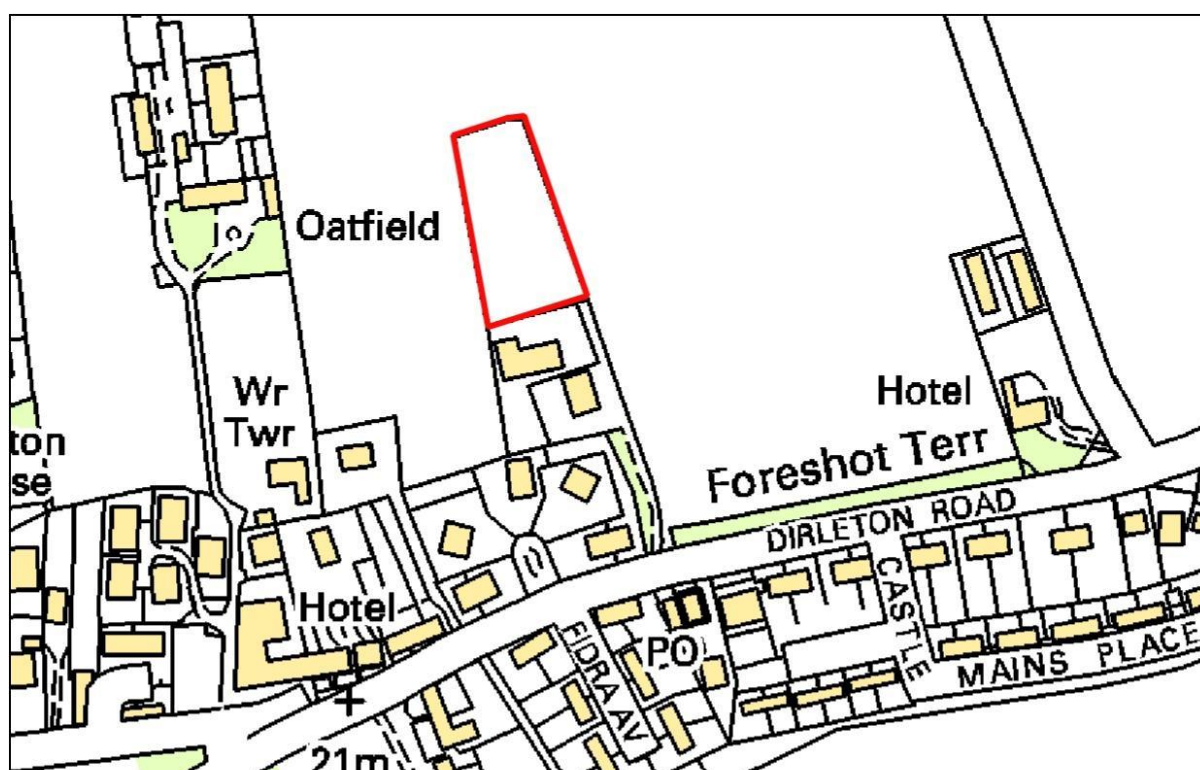 Oatfield
Wr
Twr
Hotel
ton
se
Foreshot Terr
DIRLETON ROAD
CASTLE
MAINS PLACE
Hotel
PO
FIDRA AV
21m